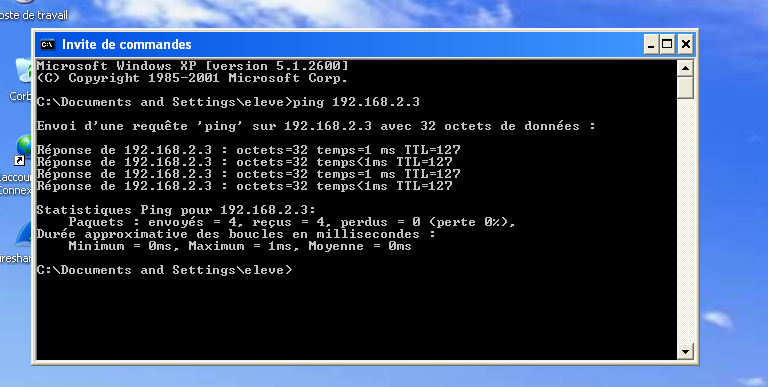 oste de travail
Invite de commandes
Microsoft Windows XP [version 5.1.2600]
(C) Copyright 1985-2001 Microsoft Corp.
C:\Documents and Settings\eleve>ping 192.168.2.3
Envoi d'une requête 'ping' sur 192.168.2.3 avec 32 octets de données :
Réponse de 192.168.2.3 : octets=32 temps=1 ms TTL=127
Réponse de 192.168.2.3 : octets=32 temps<1ms TTL=127
Réponse de 192.168.2.3 : octets=32 temps=1 ms TTL=127
Réponse de 192.168.2.3 : octets=32 temps<1ms TTL=127
Statistiques Ping pour 192.168.2.3:
Paquets : envoyés = 4, reçus = 4, perdus = 0 (perte 0%),
Durée approximative des boucles en millisecondes :
Minimum = 0ms, Maximum = 1ms, Moyenne = 0ms
C:\Documents and Settings\eleve>
Corb
accou
Connex
ireshar